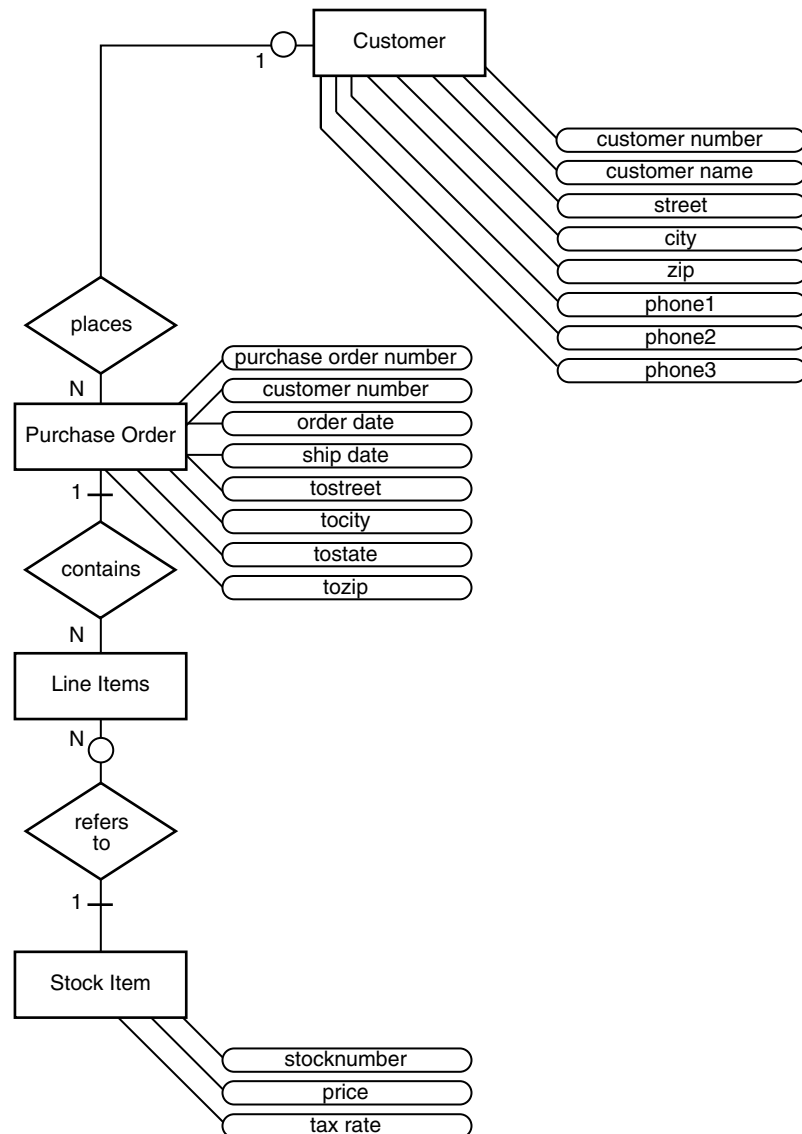 Customer
1
customer number
customer name
street
city
zip
phone1
phone2
phone3
places
N
purchase order number
customer number
order date
ship date
tostreet
tocity
tostate
tozip
Purchase Order
1
contains
N
Line Items
N
refers
to
1
Stock Item
stocknumber
price
tax rate